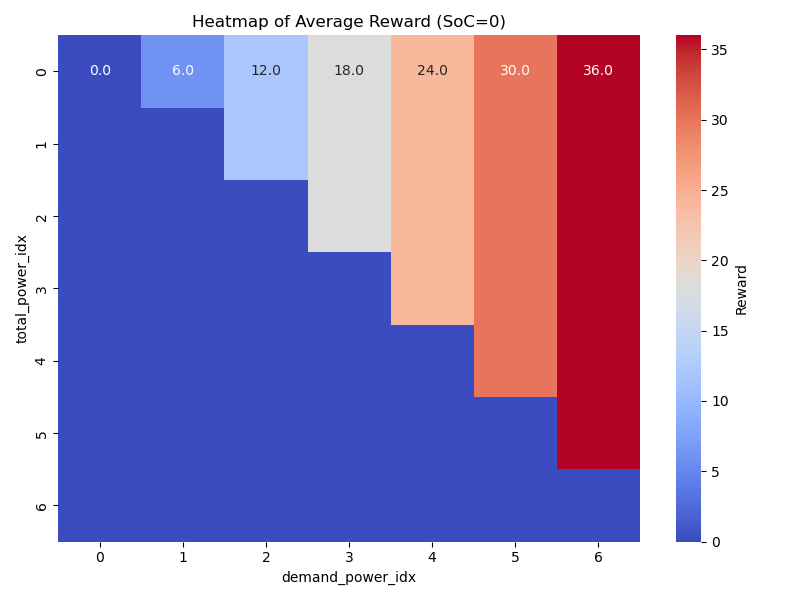 Heatmap of Average Reward (SoC=0)
0.0 6.0 12.0 18.0 24.0 30.0 36.0
0
1
2
3
4
5
6
total_power_idx
0 1 2 3 4 5 6
demand_power_idx
35
30
25
20
15
10
5
0
Reward